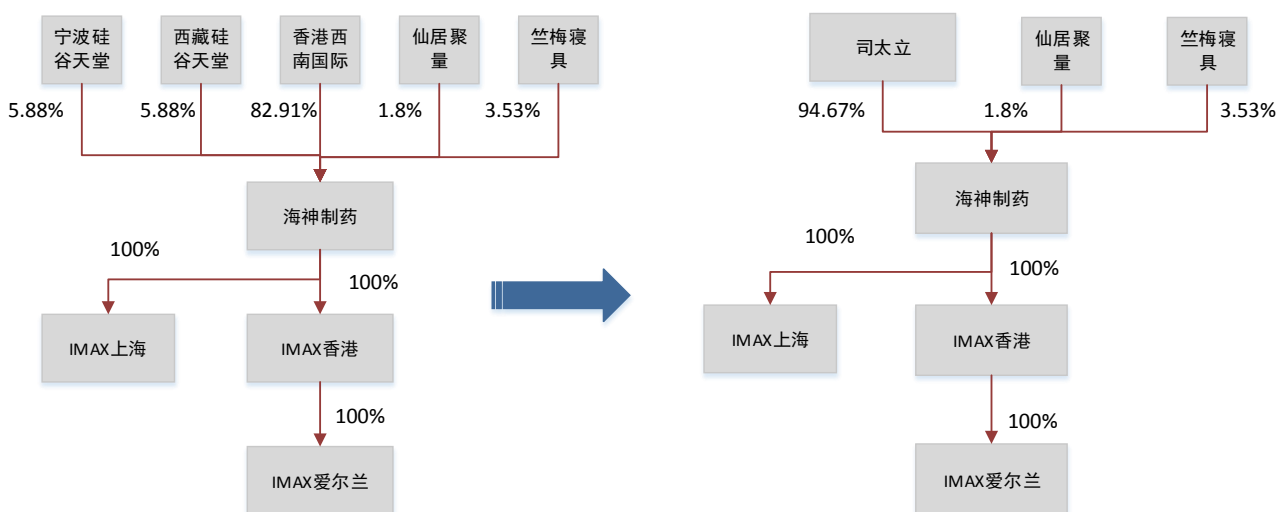 宁波硅
谷天堂
西藏硅
谷天堂
香港西
南国际
仙居聚
量
竺梅寝
具
5.88%
5.88%
82.91%
1.8%
3.53%
海神制药
100%
100%
IMAX上海
IMAX香港
100%
IMAX爱尔兰
司太立
仙居聚
量
竺梅寝
具
94.67%
1.8%
3.53%
海神制药
100%
100%
IMAX上海
IMAX香港
100%
IMAX爱尔兰